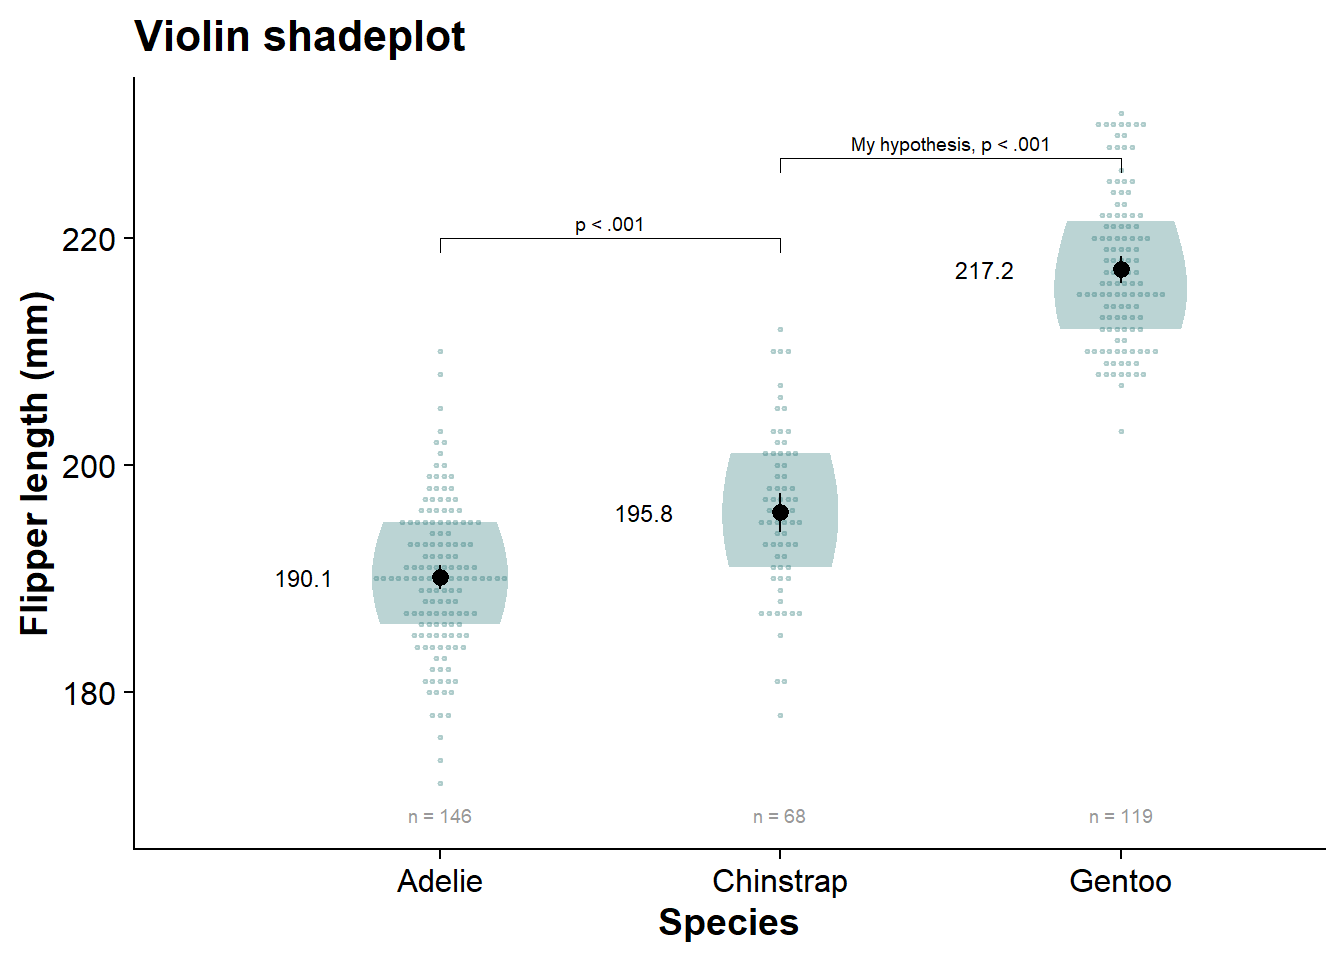 Violin shadeplot
My hypothesis, p < .001
p < .001
220
217.2
200
195.8
190.1
180
n = 146
n = 68
n = 119
Adelie
Chinstrap
Gentoo
Species
Flipper length (mm)